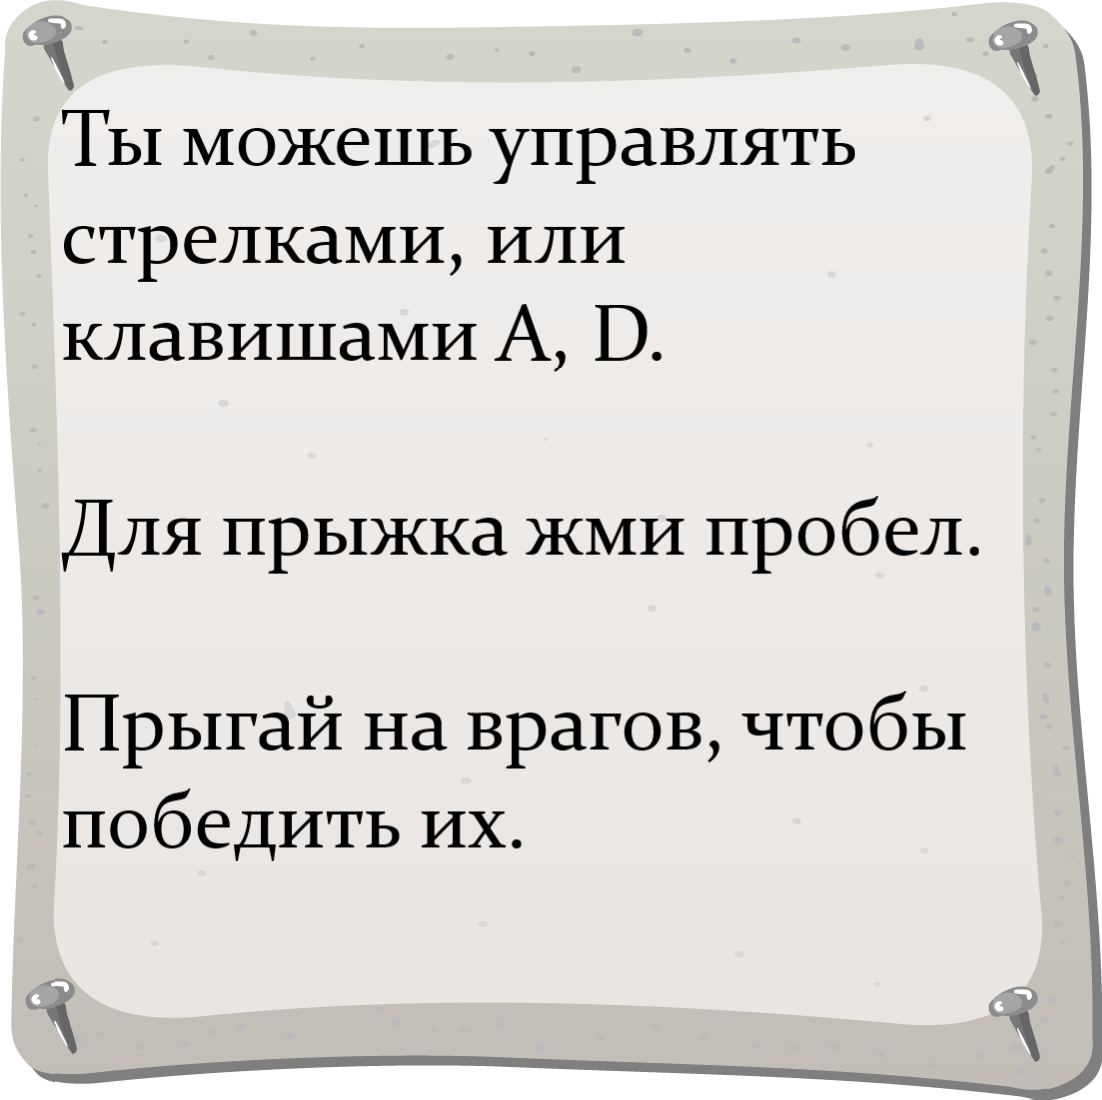 Ты можешь управлять
стрелками, или
клавишами A, D.
Для прыжка жми пробел.
Прыгай на врагов, чтобы
победить их.